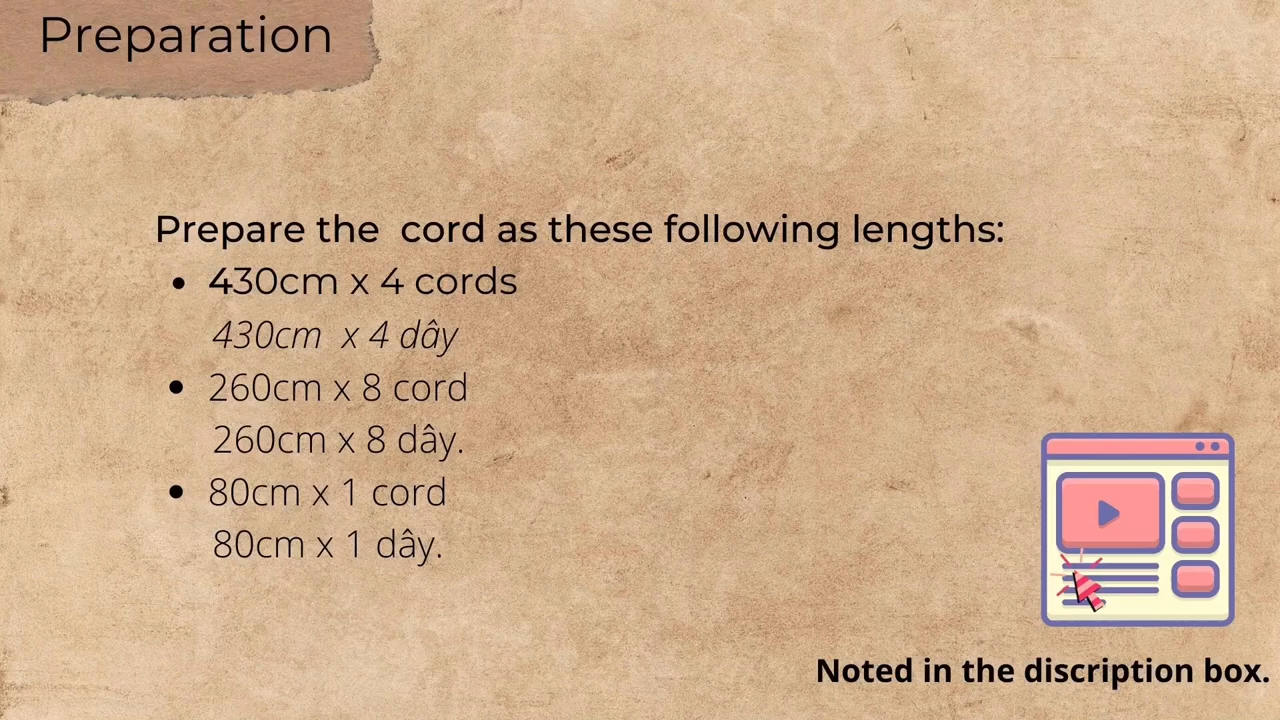 Preparation
Prepare the cord as these following lengths:
• 430cm x 4 cords
430cm x 4 dây
• 260cm x 8 cord
260cm x 8 dây.
• 80cm x 1 cord
80cm x 1 dây.
Noted in the discription box.